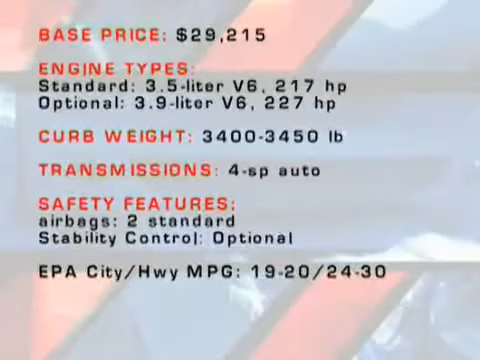 BASE PRICE: $29,215
ENGINE TYPES:
Standard: 3.5-liter V6, 217 hp
Optional: 3.9-liter V6, 227 hp
CURB WEIGHT: 3400-3450 lb
TRANSMISSIONS: 4-sp auto
SAFETY FEATURES:
airbags: 2 standard
Stability Control: Optional
EPA City/Hwy MPG: 19-20/24-30